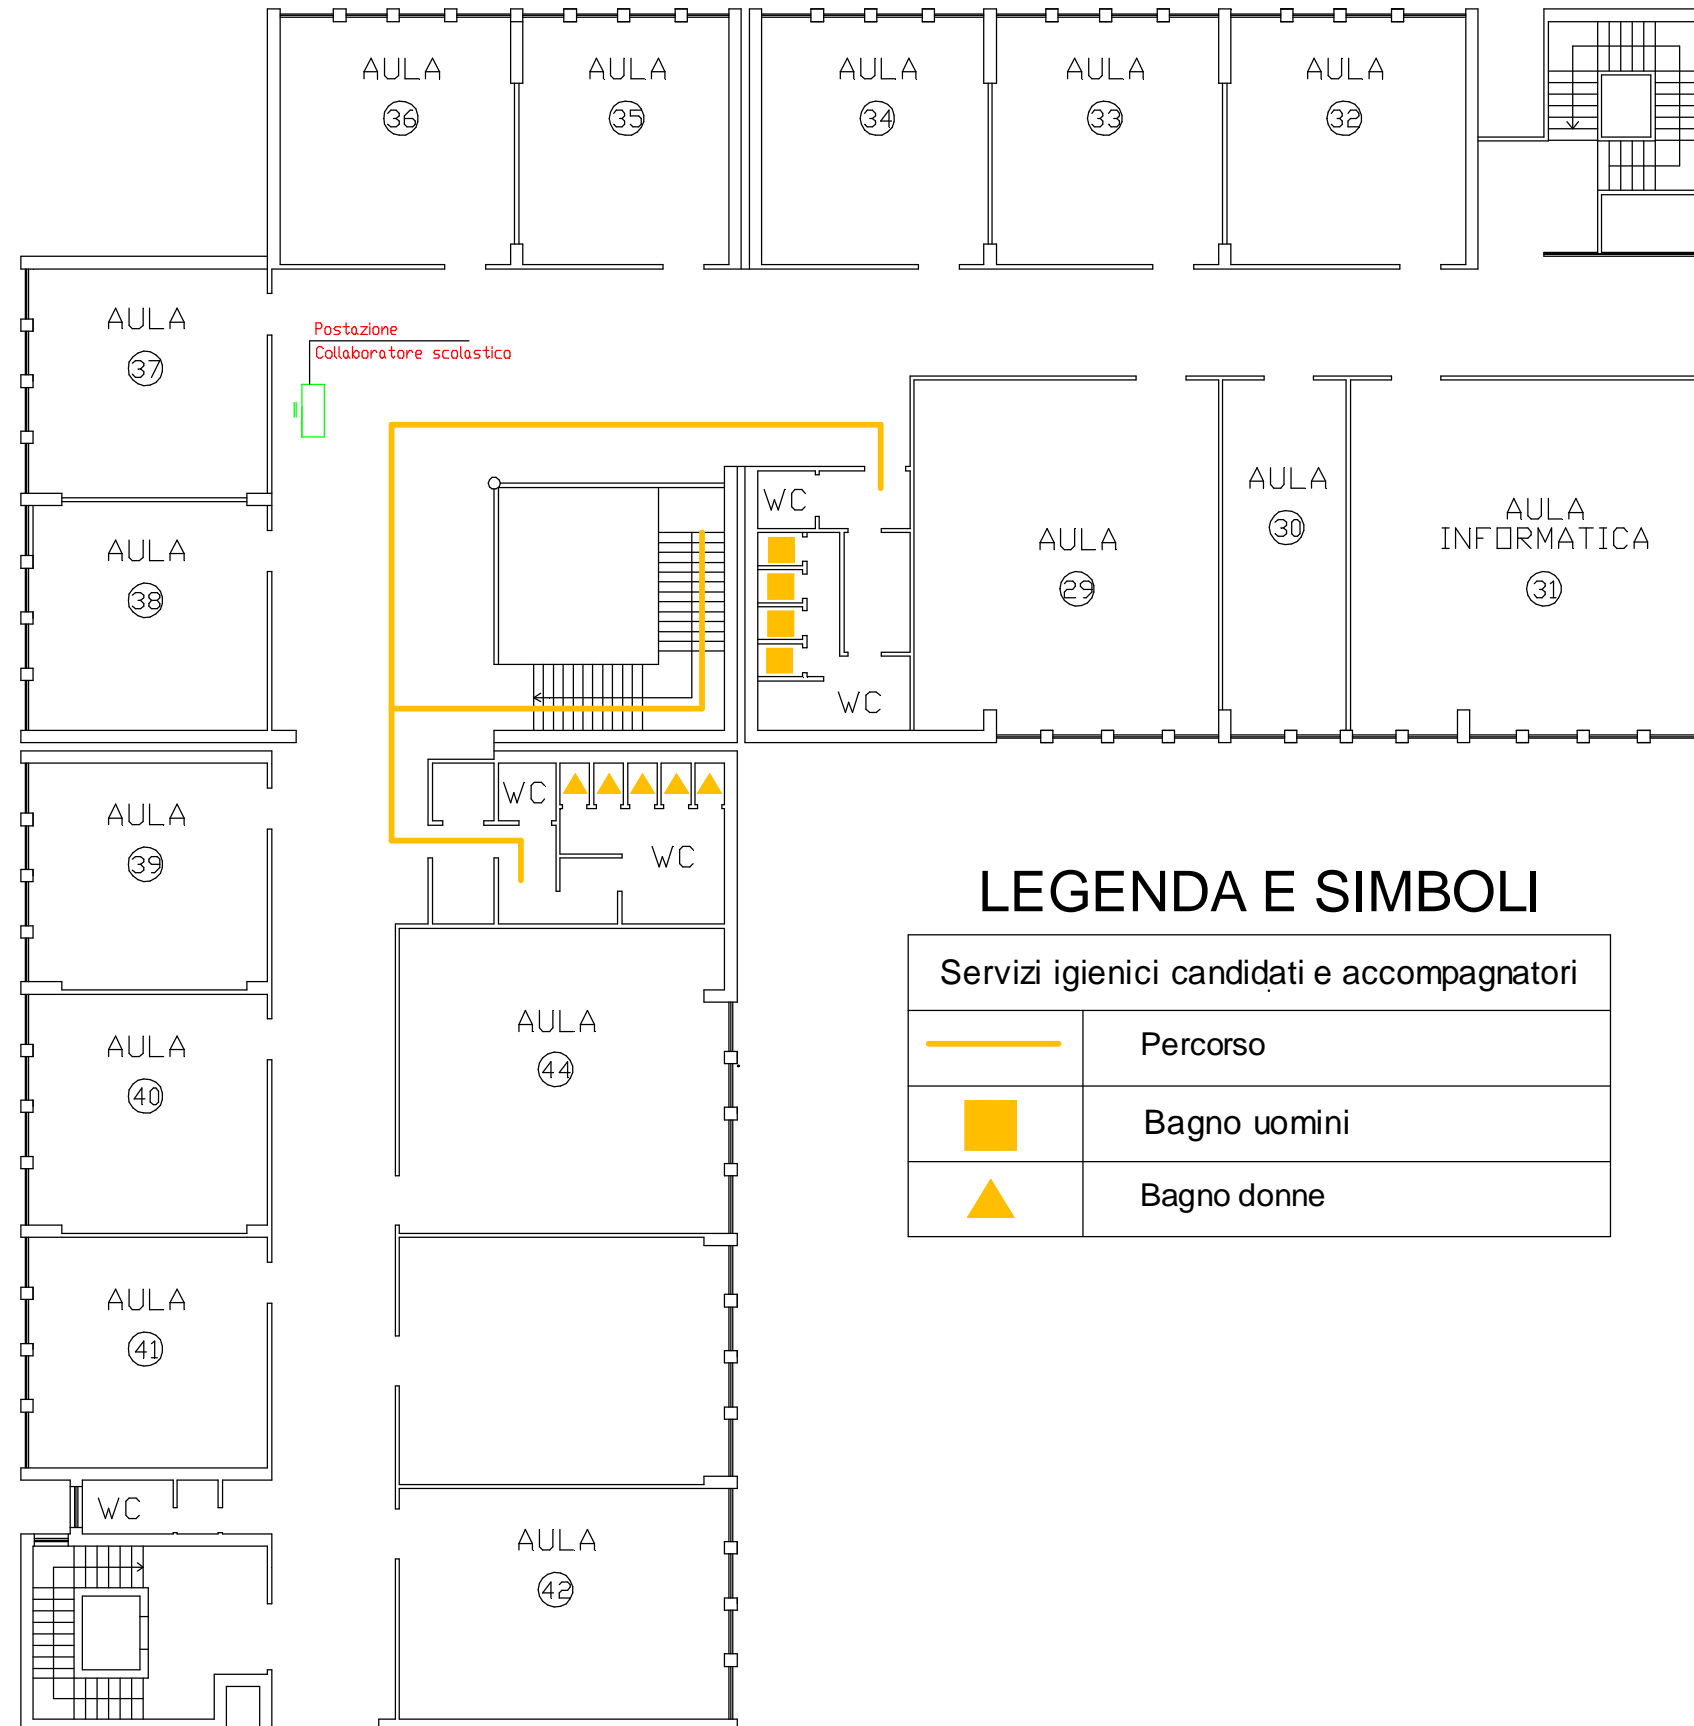 AULA
36
AULA
35
AULA
34
AULA
33
AULA
32
AULA
37
Postazione
Collaboratore scolastico
AULA
38
WC
WC
AULA
29
AULA
30
AULA
INFORMATICA
31
AULA
39
WC
WC
LEGENDA E SIMBOLI
Servizi igienici candidati e accompagnatori
Percorso
Bagno uomini
Bagno donne
AULA
40
AULA
44
AULA
41
WC
AULA
42